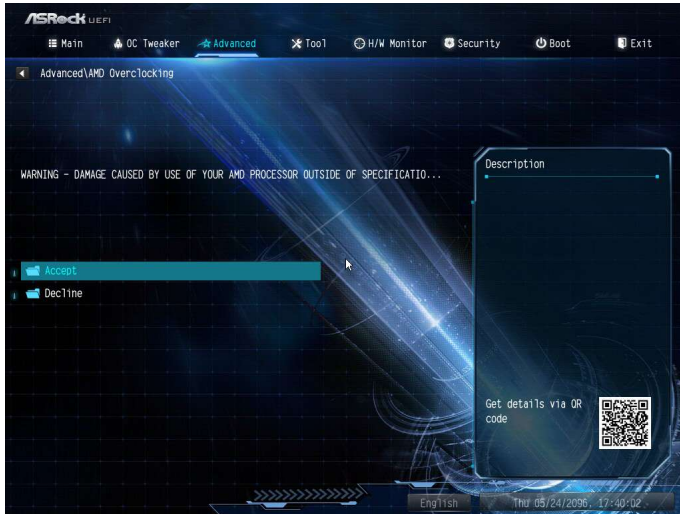 ASRock UEFI
Main OC Tweaker Advanced Tool H/W Monitor Security Boot Exit
Advanced\AMD Overclocking
WARNING - DAMAGE CAUSED BY USE OF YOUR AMD PROCESSOR OUTSIDE OF SPECIFICATIO...
Accept
Decline
Description
Get details via QR
code
English
Thu 05/24/2096, 17:40:02